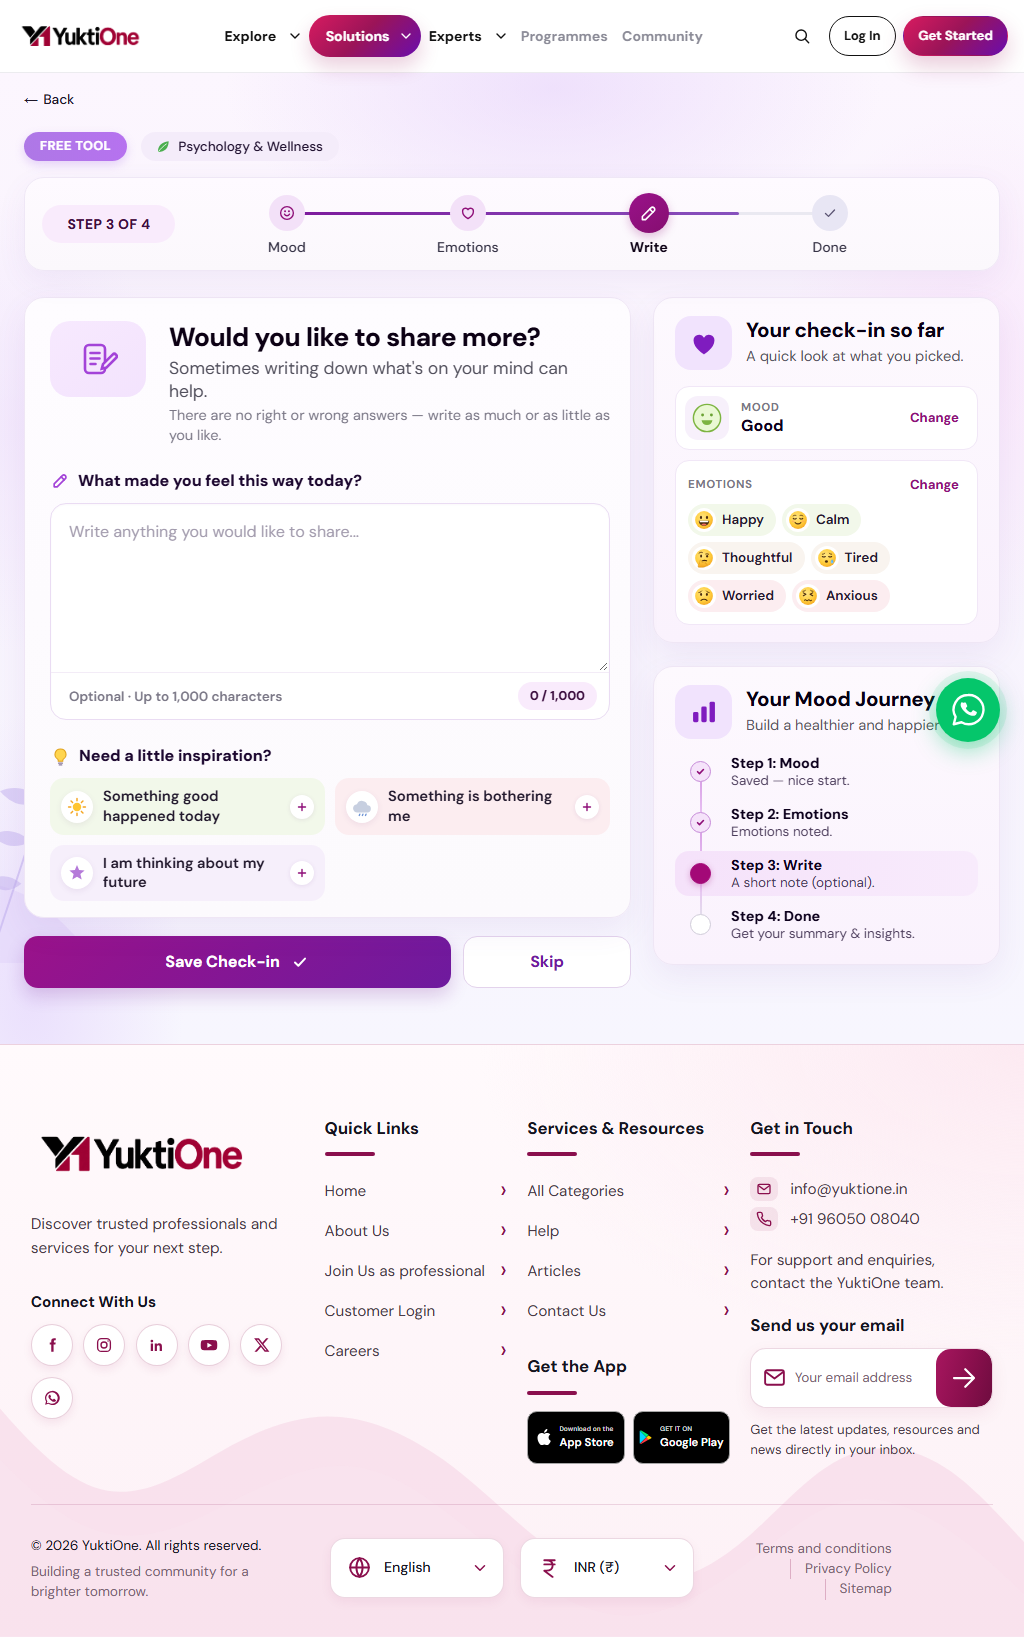 YuktiOne
Explore
Solutions
Experts
Programmes
Community
Log In
Get Started
← Back
FREE TOOL
Psychology & Wellness
STEP 3 OF 4
Mood
Emotions
Write
Done
Would you like to share more?
Sometimes writing down what's on your mind can
help.
There are no right or wrong answers — write as much or as little as
you like.
What made you feel this way today?
Write anything you would like to share...
Optional · Up to 1,000 characters
0 / 1,000
Need a little inspiration?
Something good
happened today
+
Something is bothering
me
+
I am thinking about my
future
+
Save Check-in
Skip
Your check-in so far
A quick look at what you picked.
MOOD
Good
Change
EMOTIONS
Change
Happy
Calm
Thoughtful
Tired
Worried
Anxious
Your Mood Journey
Build a healthier and happier
Step 1: Mood
Saved — nice start.
Step 2: Emotions
Emotions noted.
Step 3: Write
A short note (optional).
Step 4: Done
Get your summary & insights.
YuktiOne
Discover trusted professionals and
services for your next step.
Connect With Us
Quick Links
Home ›
About Us ›
Join Us as professional ›
Customer Login ›
Careers ›
Services & Resources
All Categories ›
Help ›
Articles ›
Contact Us ›
Get the App
Download on the
App Store
GET IT ON
Google Play
Get in Touch
info@yuktione.in
+91 96050 08040
For support and enquiries,
contact the YuktiOne team.
Send us your email
Your email address
Get the latest updates, resources and
news directly in your inbox.
© 2026 YuktiOne. All rights reserved.
Building a trusted community for a
brighter tomorrow.
English
₹ INR (₹)
Terms and conditions
Privacy Policy
Sitemap